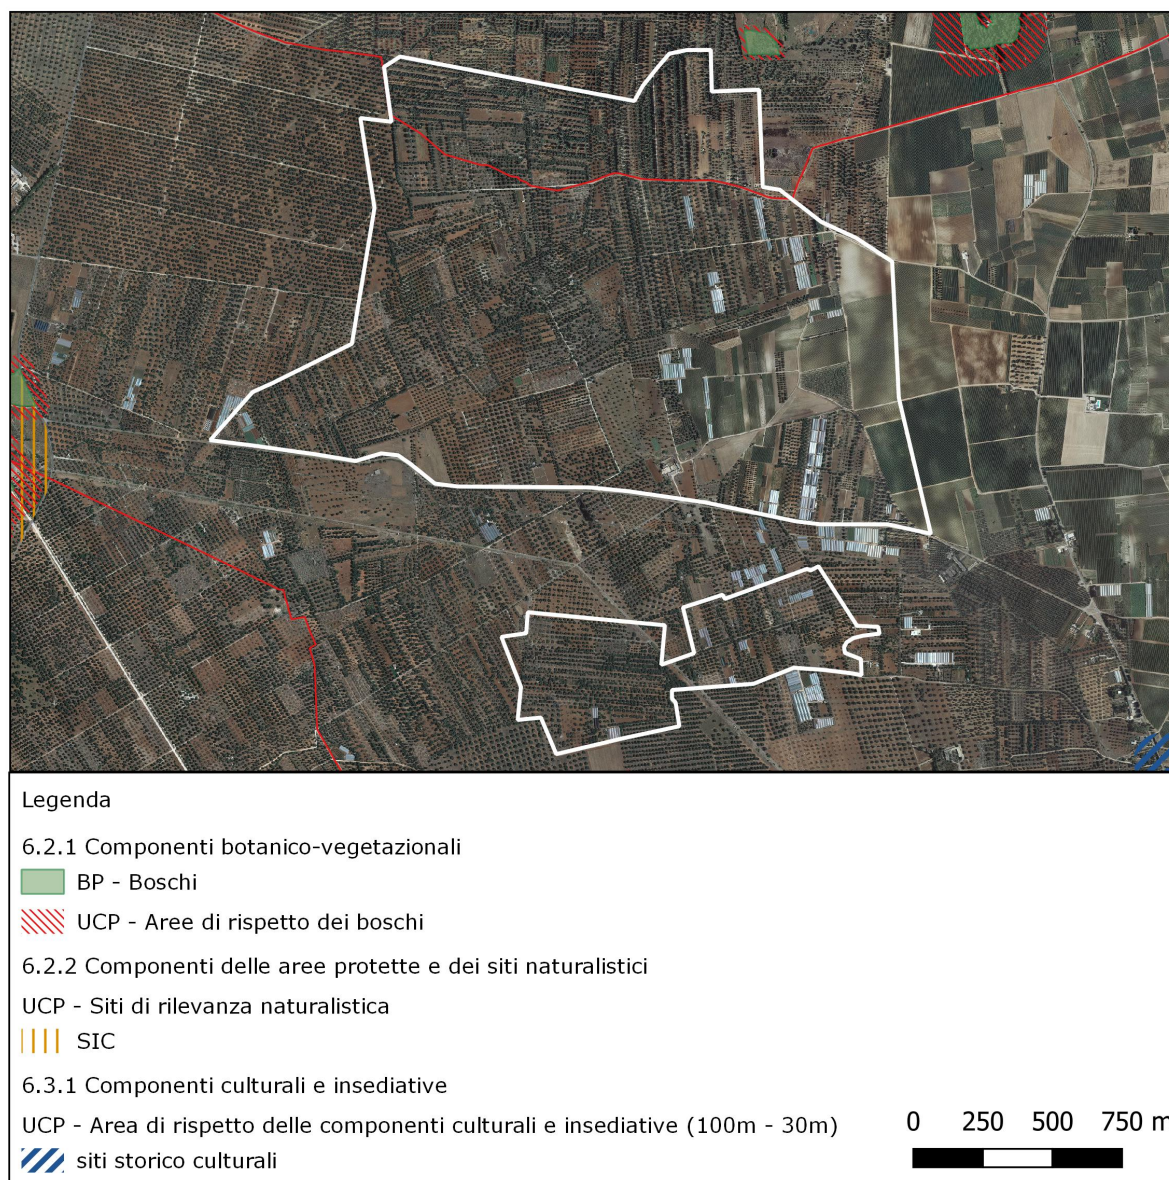 Legenda
6.2.1 Componenti botanico-vegetazionali
BP - Boschi
UCP - Aree di rispetto dei boschi
6.2.2 Componenti delle aree protette e dei siti naturalistici
UCP - Siti di rilevanza naturalistica
SIC
6.3.1 Componenti culturali e insediative
UCP - Area di rispetto delle componenti culturali e insediative (100m - 30m)
siti storico culturali
0 250 500 750 m